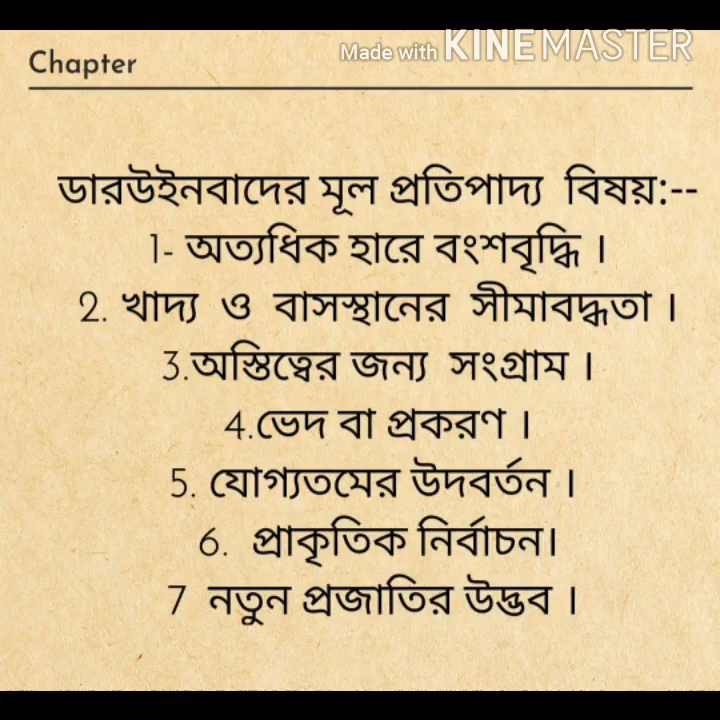 Made with KINEMASTER
Chapter
ডারউইনবাদের মূল প্রতিপাদ্য বিষয়:--
1- অত্যধিক হারে বংশবৃদ্ধি ।
2. খাদ্য ও বাসস্থানের সীমাবদ্ধতা ।
3.অস্তিত্বের জন্য সংগ্রাম ।
4.ভেদ বা প্রকরণ ।
5. যোগ্যতমের উদবর্তন ।
6. প্রাকৃতিক নির্বাচন।
7 নতুন প্রজাতির উদ্ভব ।